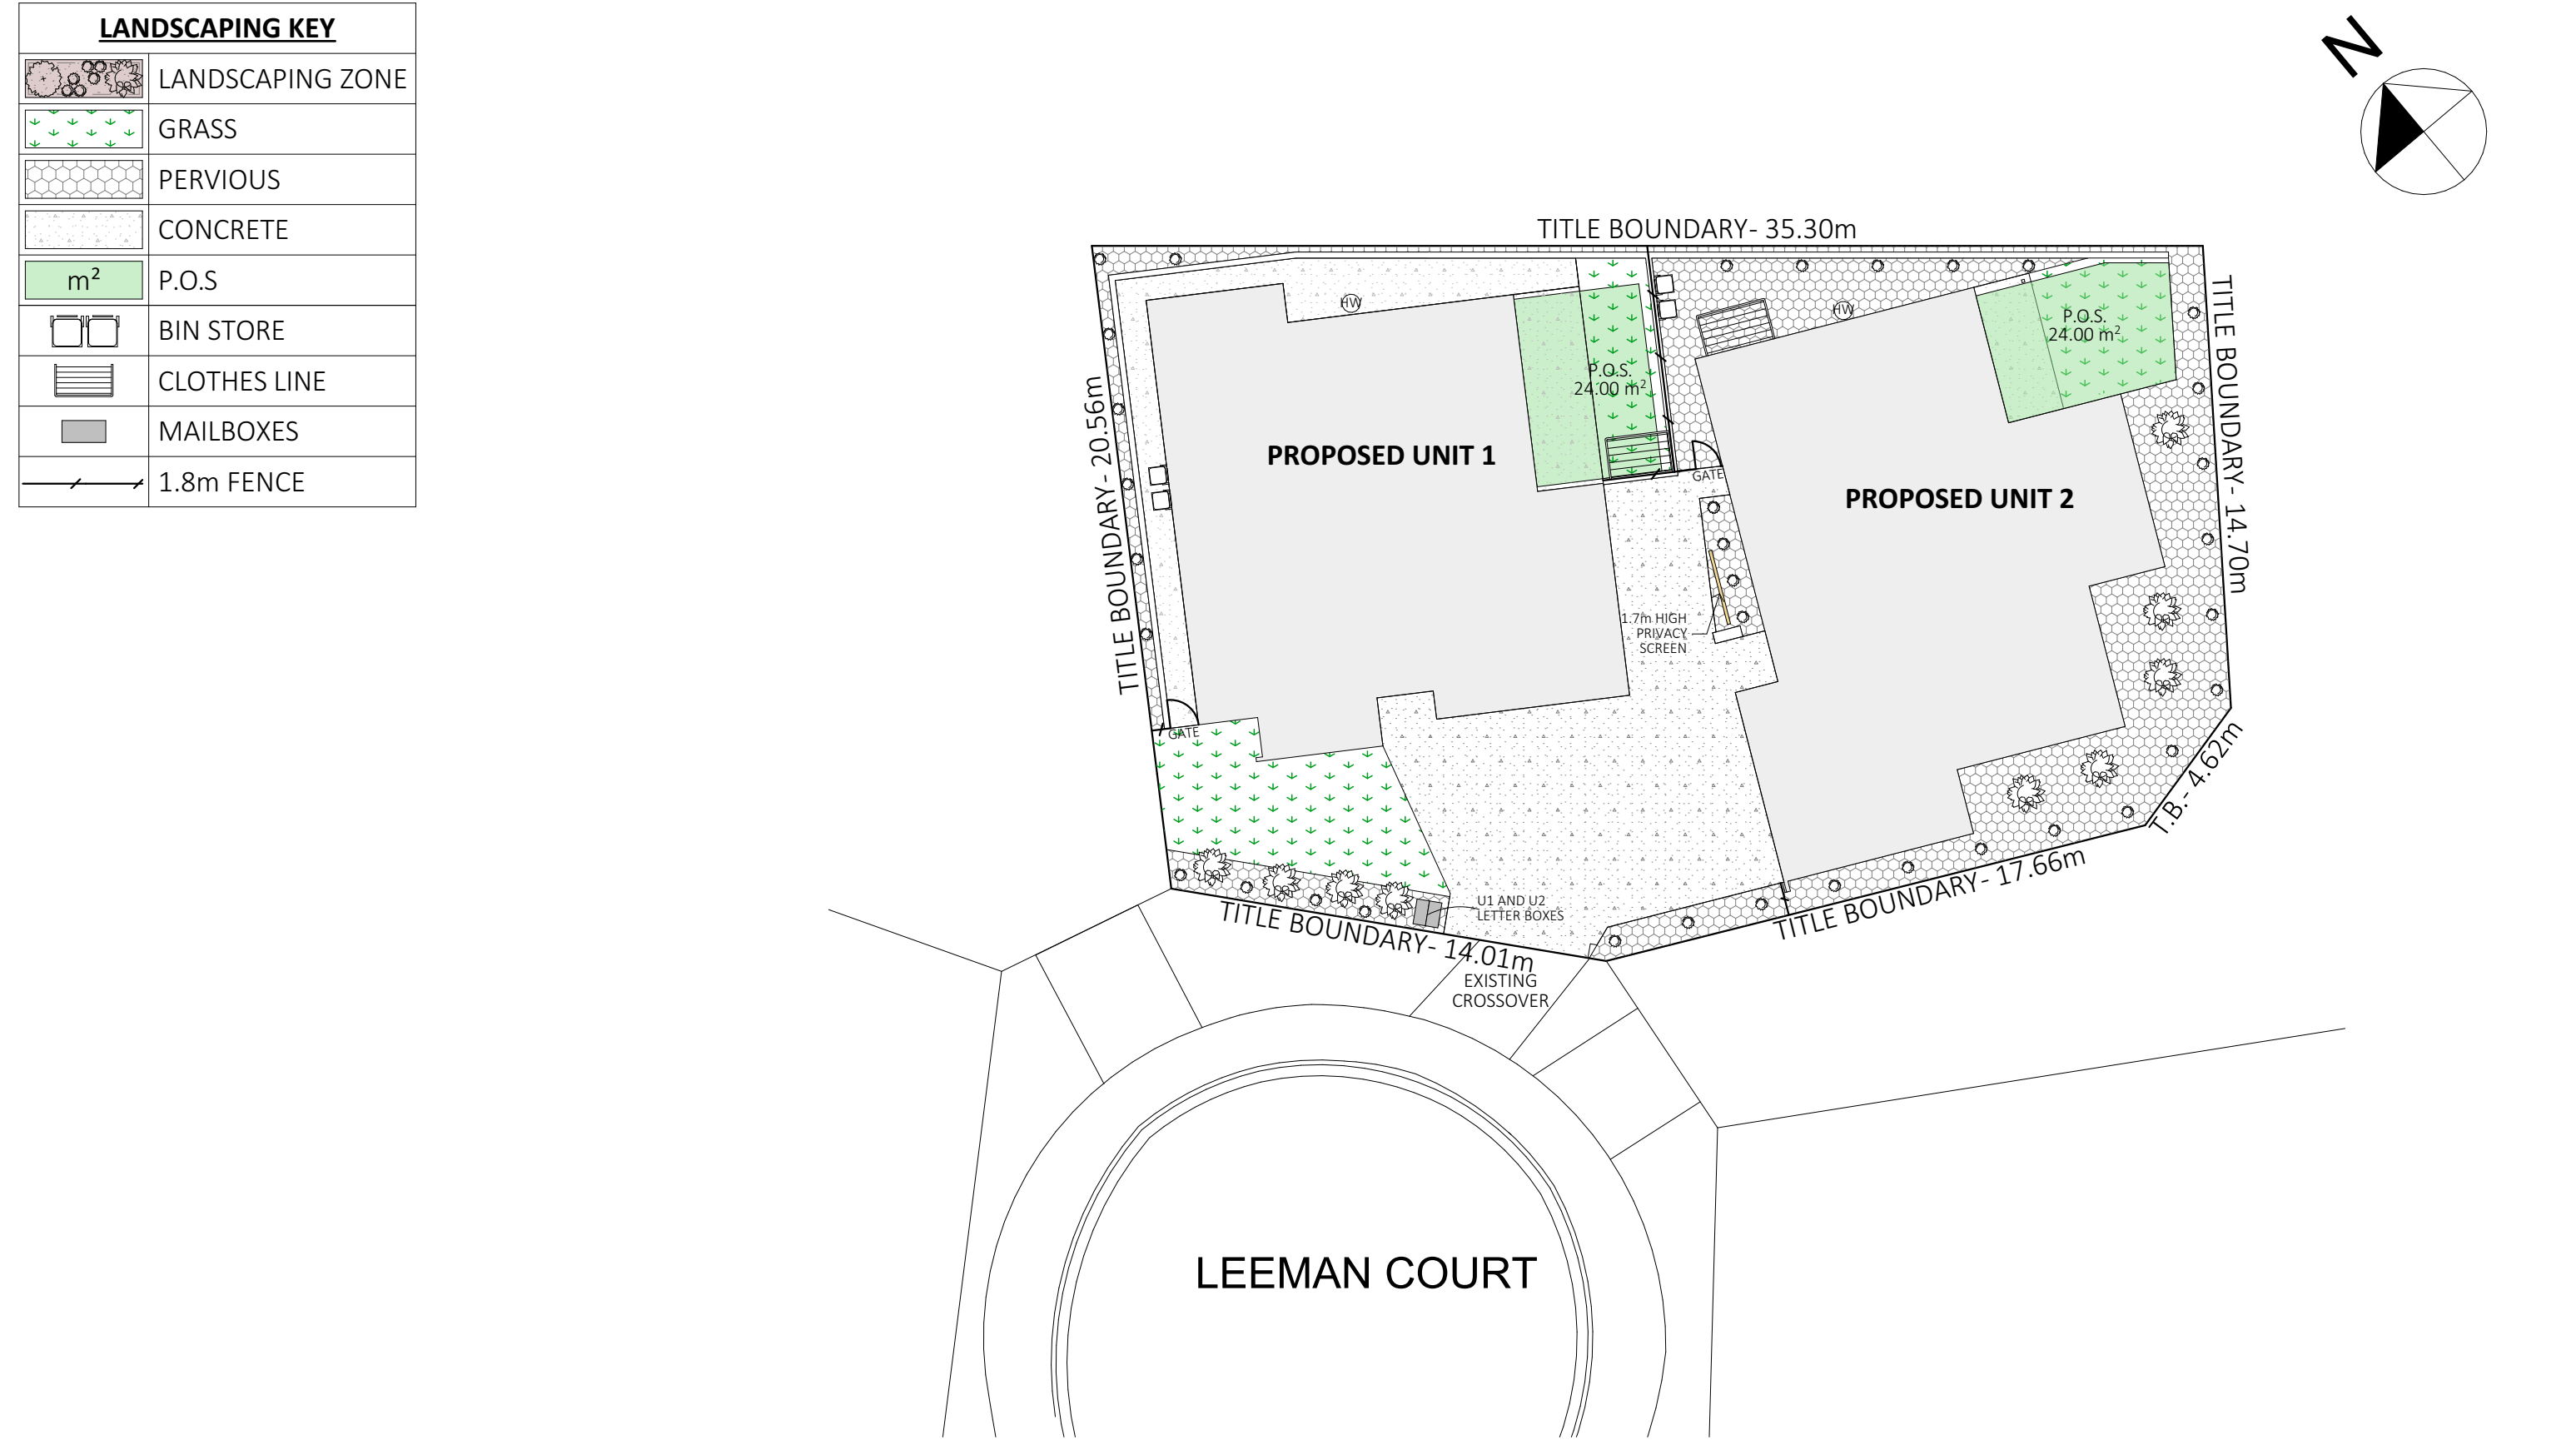 LANDSCAPING KEY
LANDSCAPING ZONE
GRASS
PERVIOUS
CONCRETE
m² P.O.S
BIN STORE
CLOTHES LINE
MAILBOXES
1.8m FENCE
N
TITLE BOUNDARY- 35.30m
TITLE BOUNDARY- 20.56m
TITLE BOUNDARY- 14.70m
HW
HW
P.O.S.
24.00 m²
P.O.S.
24.00 m²
PROPOSED UNIT 1
PROPOSED UNIT 2
GATE
1.7m HIGH
PRIVACY
SCREEN
GATE
T.B.- 4.62m
TITLE BOUNDARY- 17.66m
U1 AND U2
LETTER BOXES
TITLE BOUNDARY- 14.01m
EXISTING
CROSSOVER
LEEMAN COURT